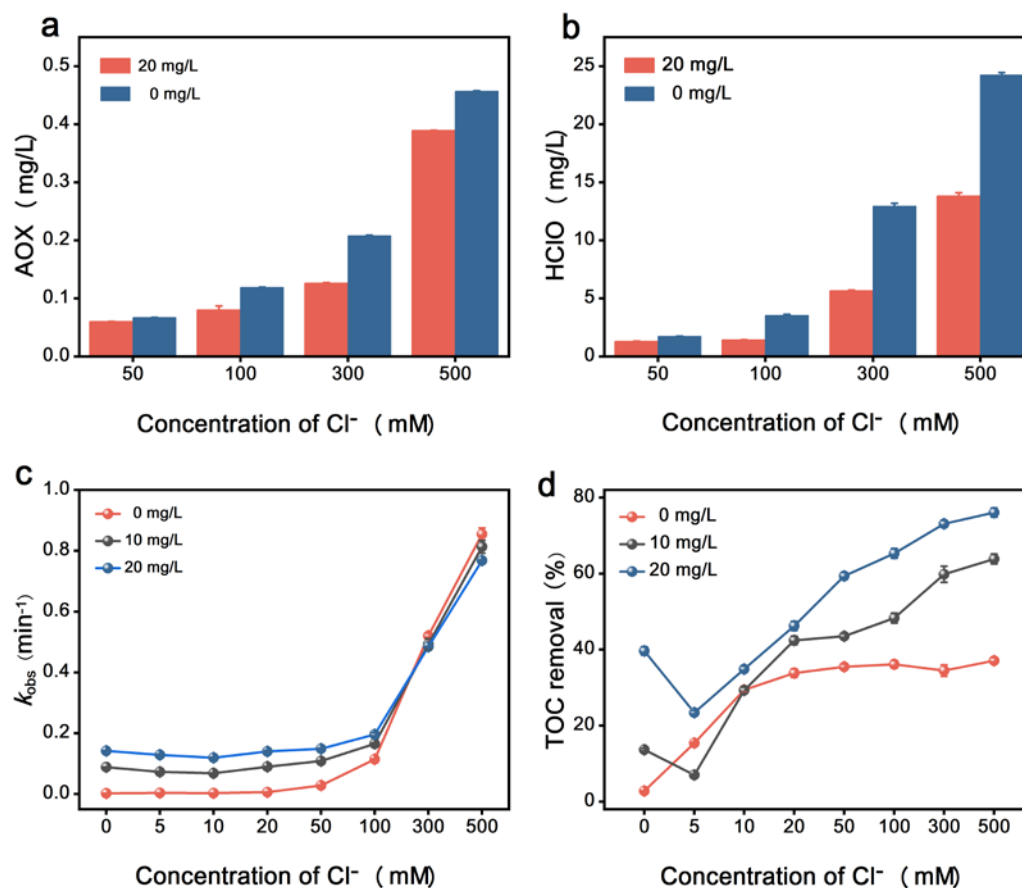 a
20 mg/L
0 mg/L
AOX (mg/L)
0.5
0.4
0.3
0.2
0.1
0.0
50 100 300 500
Concentration of Cl⁻ (mM)
b
20 mg/L
0 mg/L
HClO (mg/L)
25
20
15
10
5
0
50 100 300 500
Concentration of Cl⁻ (mM)
c
0 mg/L
10 mg/L
20 mg/L
k_obs (min⁻¹)
1.0
0.8
0.6
0.4
0.2
0.0
0 5 10 20 50 100 300 500
Concentration of Cl⁻ (mM)
d
0 mg/L
10 mg/L
20 mg/L
TOC removal (%)
80
60
40
20
0
0 5 10 20 50 100 300 500
Concentration of Cl⁻ (mM)